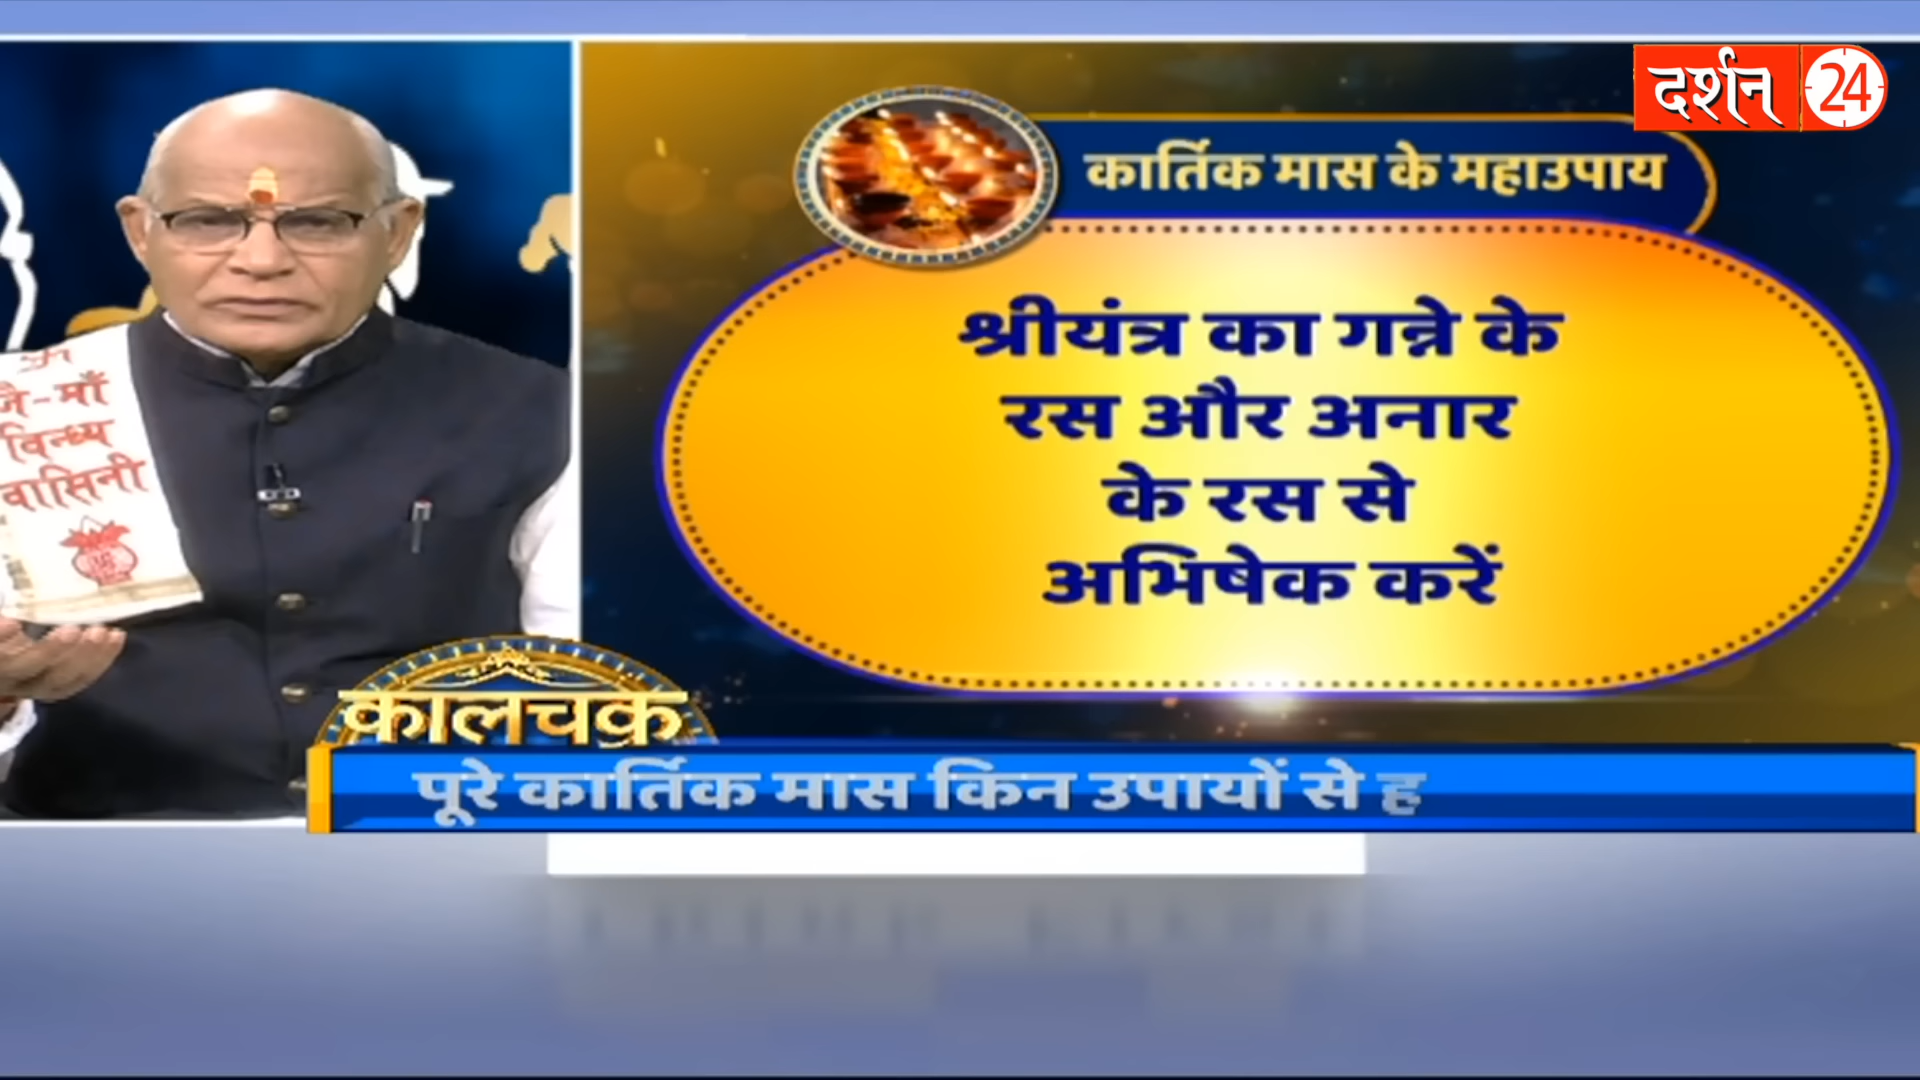 दर्शन 24
कार्तिक मास के महाउपाय
श्रीयंत्र का गन्ने के
रस और अनार
के रस से
अभिषेक करें
जै-माँ
विन्ध्य
वासिनी
कालचक्र
पूरे कार्तिक मास किन उपायों से ह